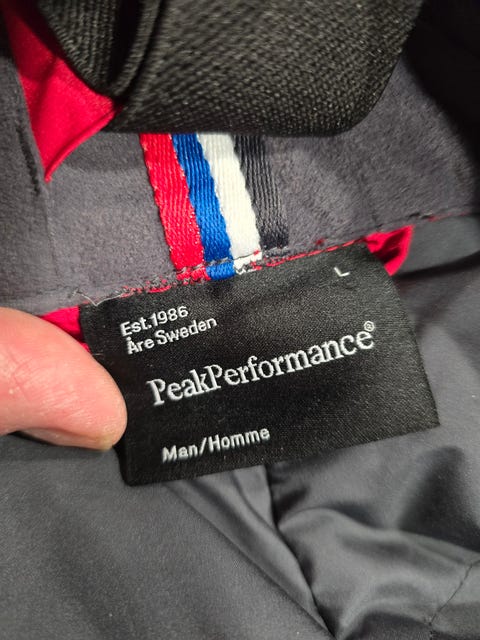 L
Est.1986
Åre Sweden
PeakPerformance®
Man/Homme